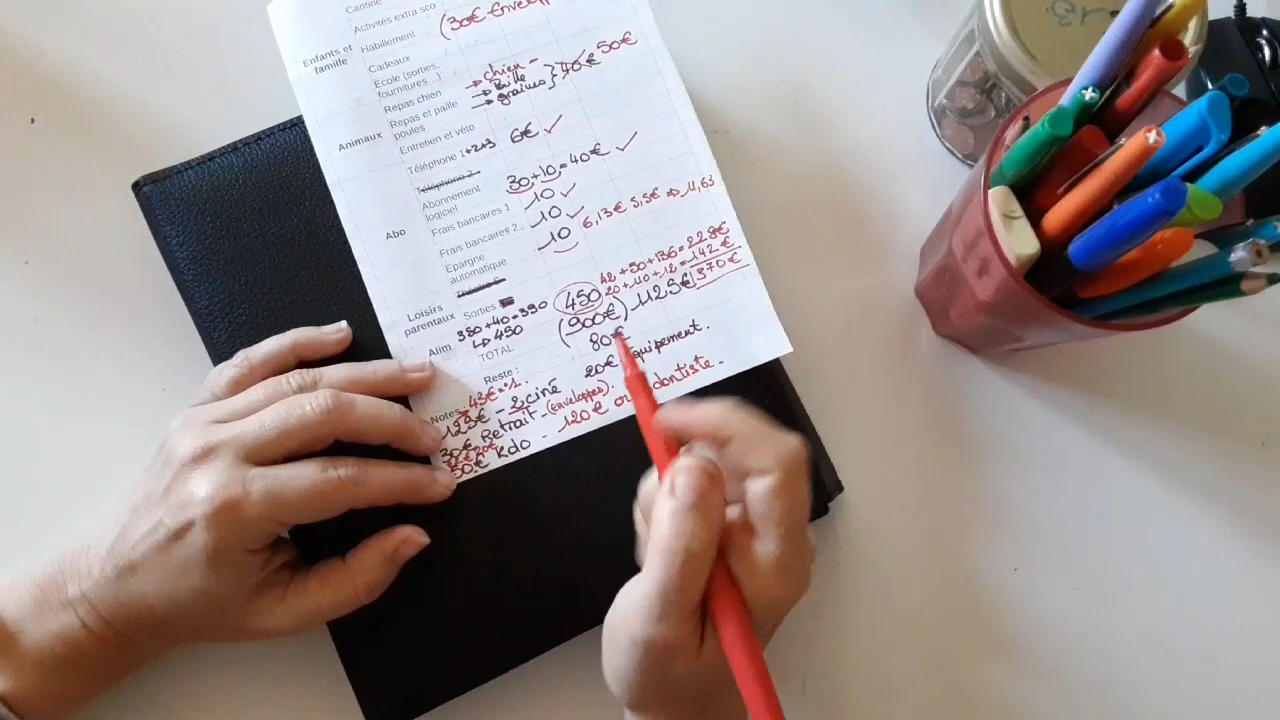 Cantine
Activités extra sco
(30€ Envelop
Habillement
Enfants et
famille
Cadeaux
Ecole (sorties,
fournitures...)
Repas chien
→ chien -
→ paille
→ graines } 40€ 50€
Repas et paille
poules
Animaux
Entretien et véto
Téléphone 1+2+3 6€ ✓
Téléphone 2
Abonnement
logiciel
30+10=40€ ✓
Frais bancaires 1 10 ✓
Frais bancaires 2 10 ✓
6,13€ 5,5€ ⇒ 11,63
Abo
Epargne
automatique
10
Loisirs
parentaux
Sorties
42+50+136=228€
20+110+12=142€
370€
Alim
350+40=390
↳ 450
450
(900€) 1125€
TOTAL
80€
Reste :
20€ équipement.
Notes
- 43€ n°1.
123€ - 2 ciné
30€ Retrait (enveloppes).
50€ Kdo - 120€ orthodontiste.